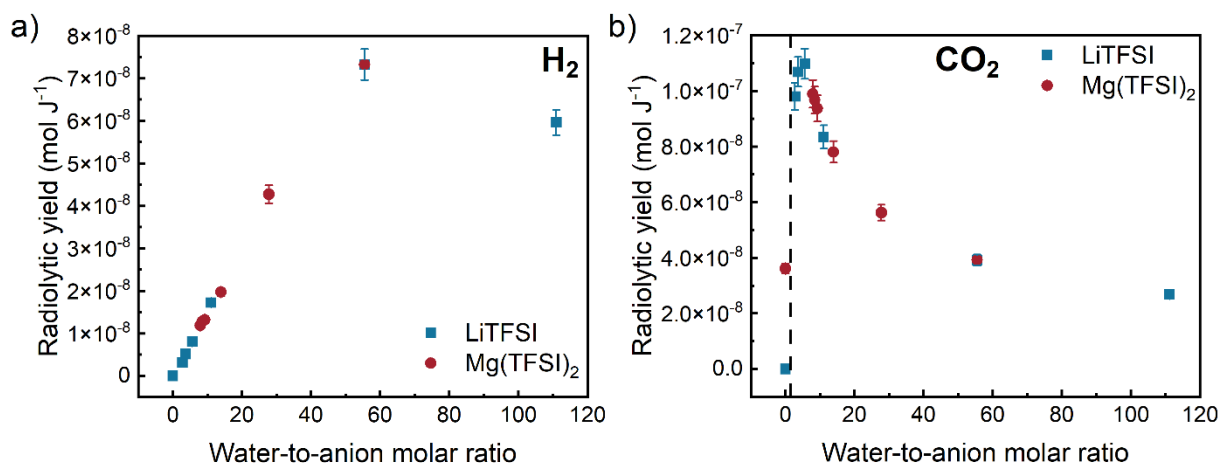 a)
H₂
Radiolytic yield (mol J⁻¹)
8×10⁻⁸
7×10⁻⁸
6×10⁻⁸
5×10⁻⁸
4×10⁻⁸
3×10⁻⁸
2×10⁻⁸
1×10⁻⁸
0
LiTFSI
Mg(TFSI)₂
0 20 40 60 80 100 120
Water-to-anion molar ratio
b)
CO₂
LiTFSI
Mg(TFSI)₂
Radiolytic yield (mol J⁻¹)
1.2×10⁻⁷
1.0×10⁻⁷
8.0×10⁻⁸
6.0×10⁻⁸
4.0×10⁻⁸
2.0×10⁻⁸
0.0
0 20 40 60 80 100 120
Water-to-anion molar ratio